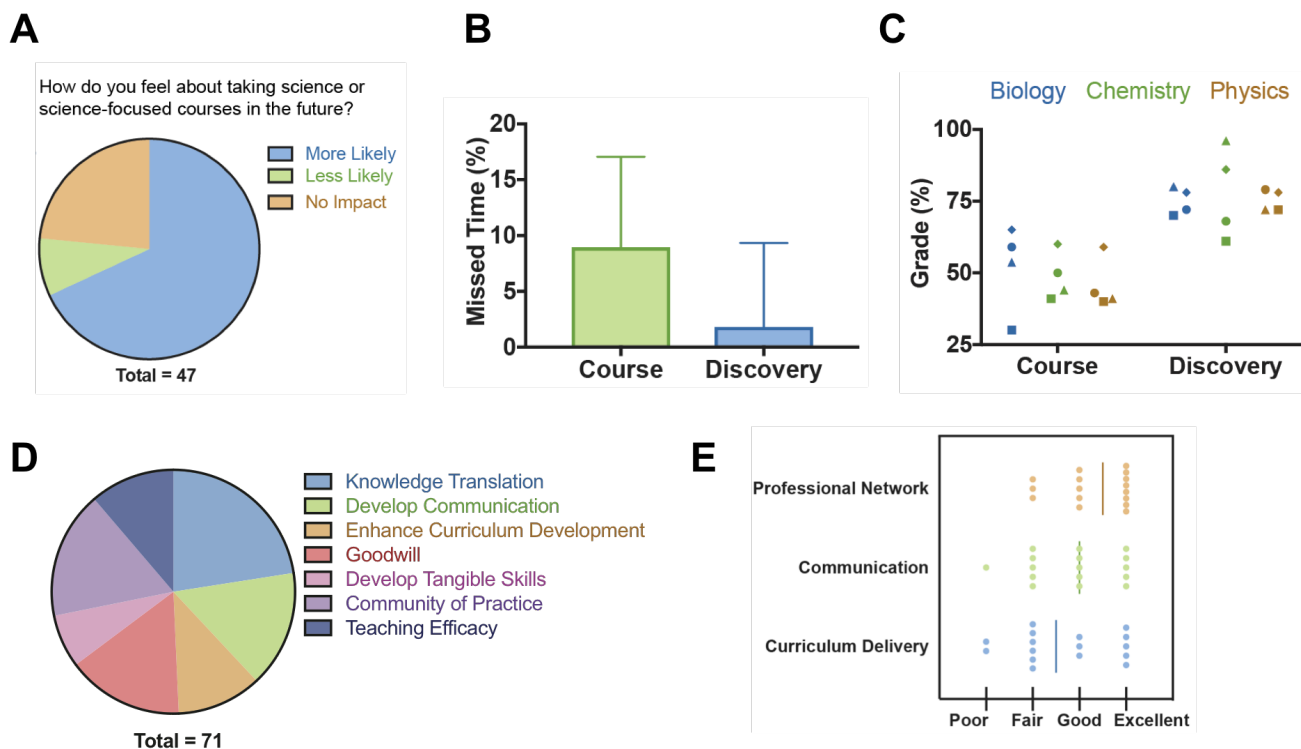 A
How do you feel about taking science or
science-focused courses in the future?
More Likely
Less Likely
No Impact
Total = 47
B
Missed Time (%)
20
15
10
5
0
Course
Discovery
C
Biology
Chemistry
Physics
Grade (%)
100
75
50
25
Course
Discovery
D
Knowledge Translation
Develop Communication
Enhance Curriculum Development
Goodwill
Develop Tangible Skills
Community of Practice
Teaching Efficacy
Total = 71
E
Professional Network
Communication
Curriculum Delivery
Poor
Fair
Good
Excellent